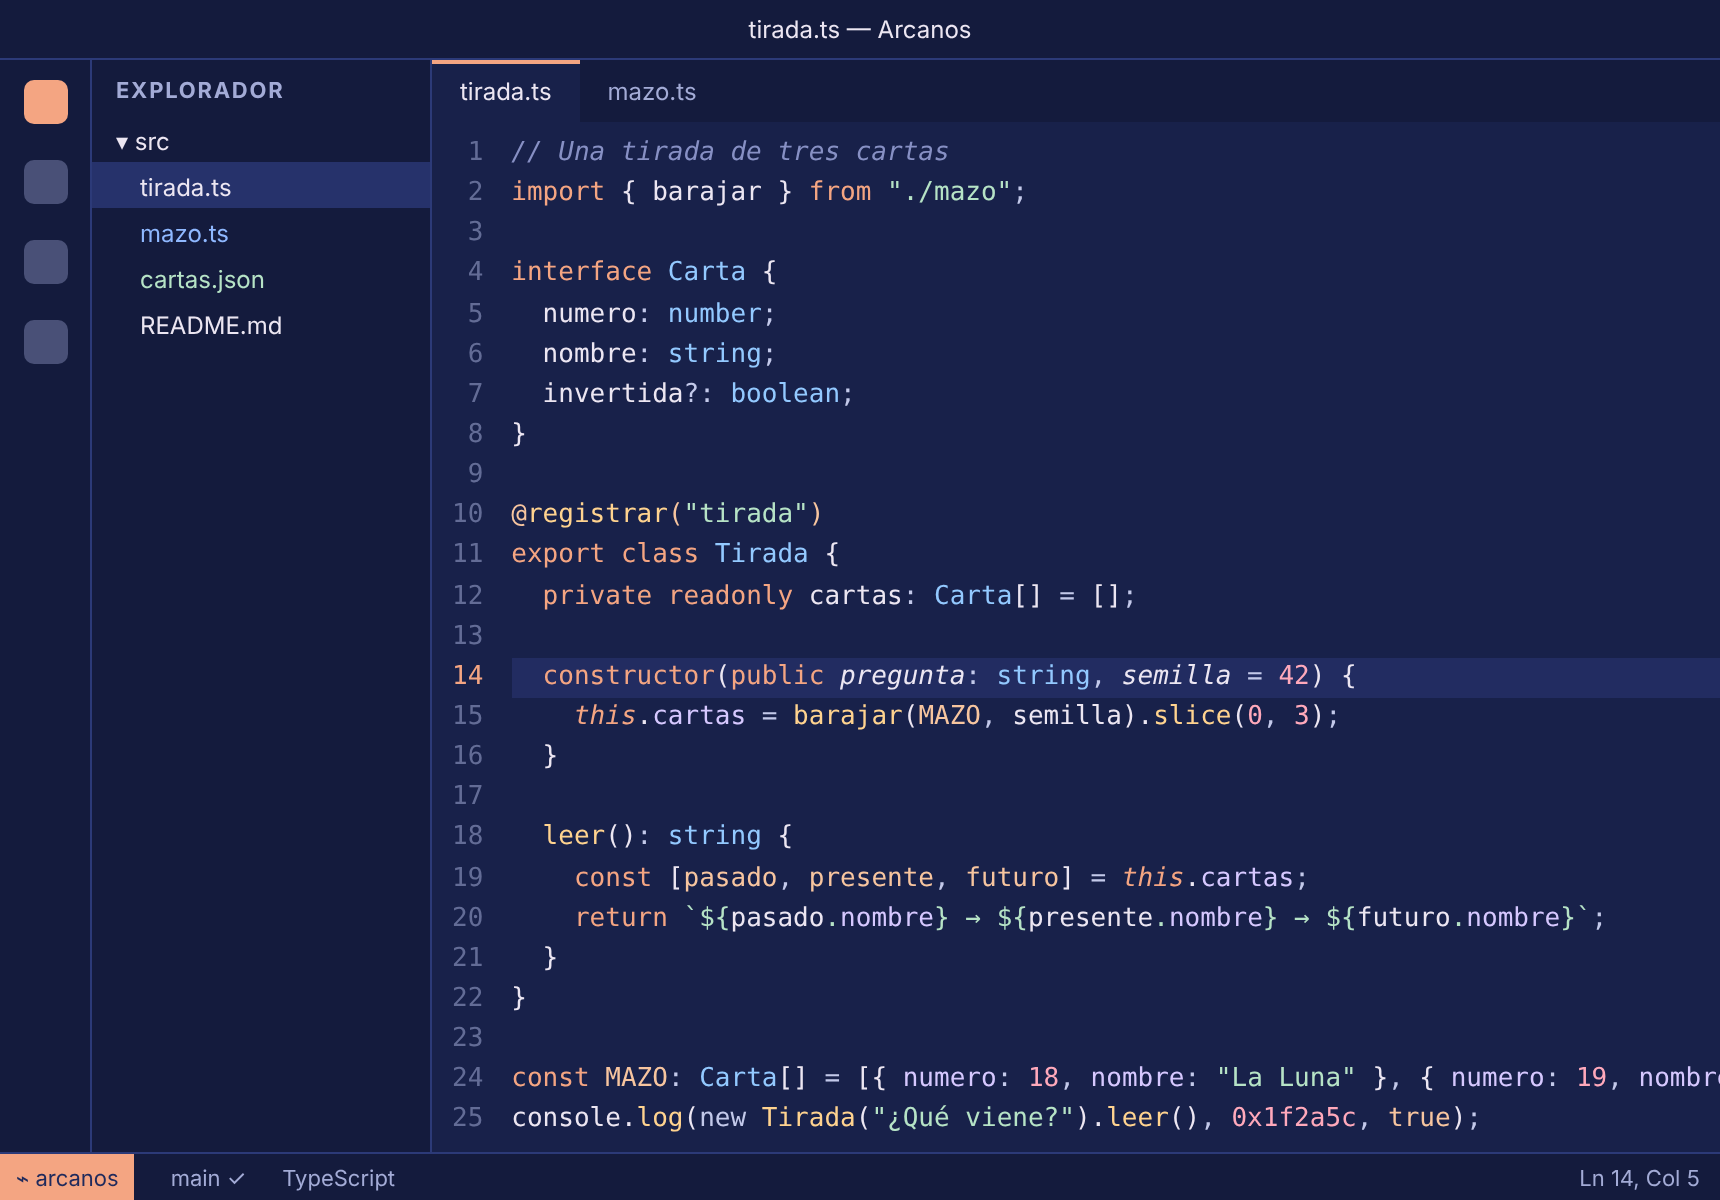 tirada.ts — Arcanos
EXPLORADOR
▾ src
tirada.ts
mazo.ts
cartas.json
README.md
tirada.ts mazo.ts
1 // Una tirada de tres cartas
2 import { barajar } from "./mazo";
3
4 interface Carta {
5   numero: number;
6   nombre: string;
7   invertida?: boolean;
8 }
9
10 @registrar("tirada")
11 export class Tirada {
12   private readonly cartas: Carta[] = [];
13
14   constructor(public pregunta: string, semilla = 42) {
15     this.cartas = barajar(MAZO, semilla).slice(0, 3);
16   }
17
18   leer(): string {
19     const [pasado, presente, futuro] = this.cartas;
20     return `${pasado.nombre} → ${presente.nombre} → ${futuro.nombre}`;
21   }
22 }
23
24 const MAZO: Carta[] = [{ numero: 18, nombre: "La Luna" }, { numero: 19, nombr
25 console.log(new Tirada("¿Qué viene?").leer(), 0x1f2a5c, true);
⌁ arcanos main ✓ TypeScript Ln 14, Col 5